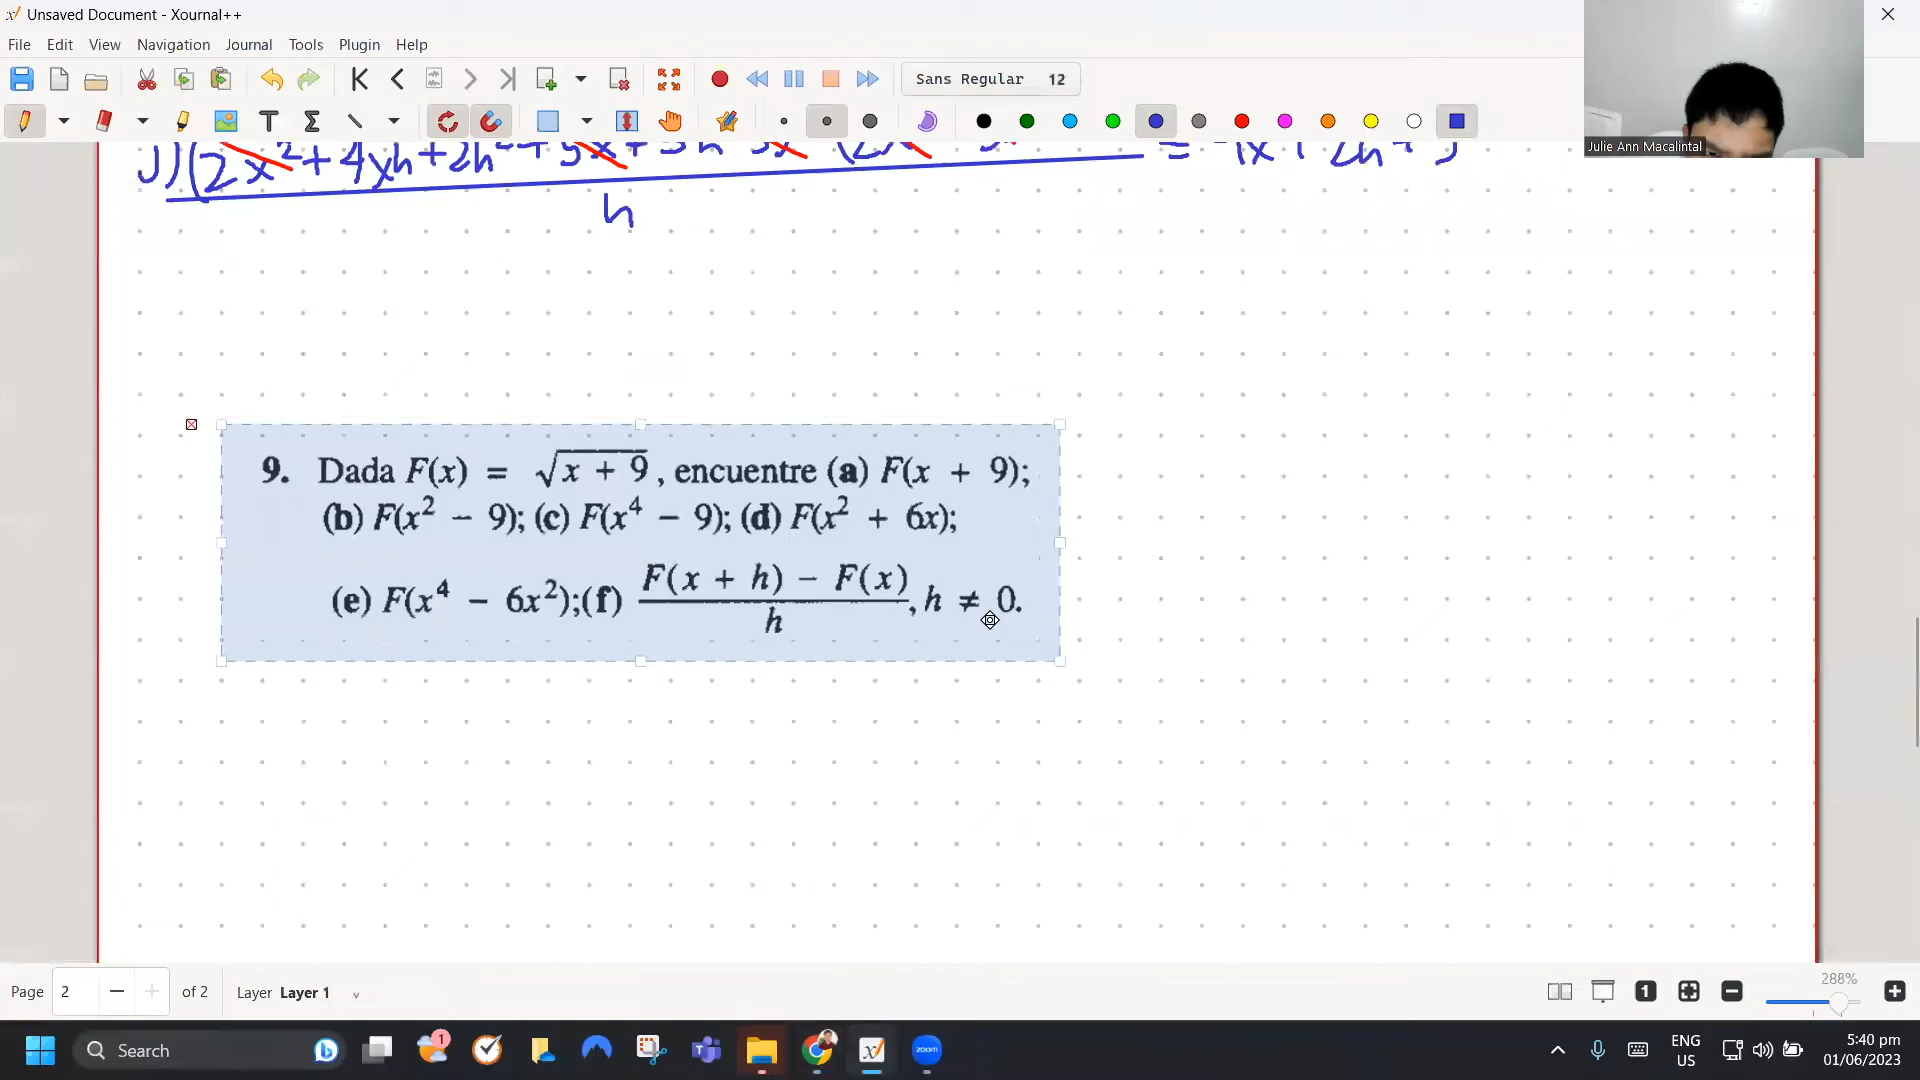 Unsaved Document - Xournal++
File Edit View Navigation Journal Tools Plugin Help
Sans Regular 12
Julie Ann Macalintal
h
9. Dada F(x) = √x + 9, encuentre (a) F(x + 9);
(b) F(x² − 9); (c) F(x⁴ − 9); (d) F(x² + 6x);
(e) F(x⁴ − 6x²);(f) F(x + h) − F(x) / h, h ≠ 0.
Page 2 of 2 Layer Layer 1
288%
Search
1
zoom
ENG
US
5:40 pm
01/06/2023